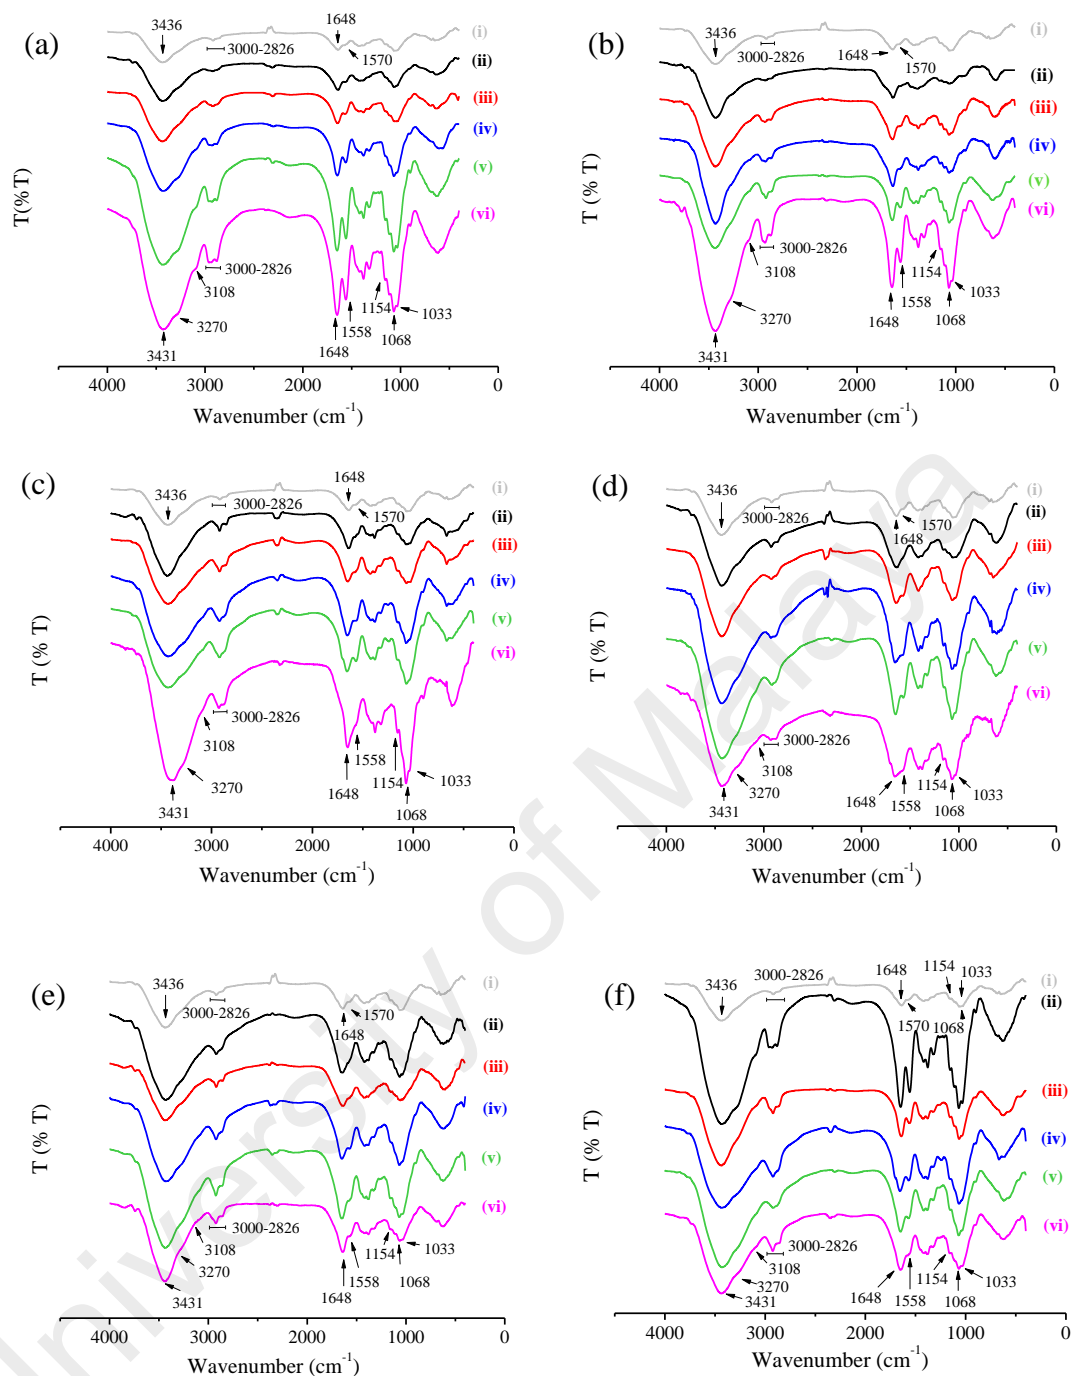 (a)
3436
1648
(i)
3000-2826
1570
(ii)
(iii)
(iv)
(v)
(vi)
3000-2826
3108
3270
3431
1648
1558
1154
1068
1033
T(%T)
4000 3000 2000 1000 0
Wavenumber (cm⁻¹)
(b)
3436
(i)
3000-2826
1648
1570
(ii)
(iii)
(iv)
(v)
(vi)
3000-2826
3108
3270
3431
1648
1558
1154
1068
1033
T (% T)
4000 3000 2000 1000 0
Wavenumber (cm⁻¹)
(c)
3436
1648
(i)
3000-2826
1570
(ii)
(iii)
(iv)
(v)
(vi)
3000-2826
3108
3270
3431
1648
1558
1154
1068
1033
T (% T)
4000 3000 2000 1000 0
Wavenumber (cm⁻¹)
(d)
3436
(i)
3000-2826
1570
1648
(ii)
(iii)
(iv)
(v)
(vi)
3000-2826
3108
3270
3431
1648
1558
1154
1068
1033
T (% T)
4000 3000 2000 1000 0
Wavenumber (cm⁻¹)
(e)
3436
(i)
3000-2826
1570
1648
(ii)
(iii)
(iv)
(v)
(vi)
3000-2826
3108
3270
3431
1648
1558
1154
1068
1033
T (% T)
4000 3000 2000 1000 0
Wavenumber (cm⁻¹)
(f)
3436
3000-2826
1648
1154
1033
(i)
1570
1068
(ii)
(iii)
(iv)
(v)
(vi)
3000-2826
3108
3270
3431
1648
1558
1154
1068
1033
T (% T)
4000 3000 2000 1000 0
Wavenumber (cm⁻¹)
University of Malaya